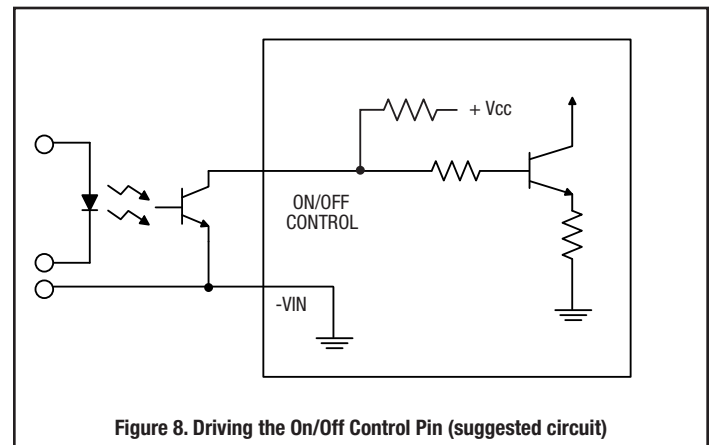 + Vcc
ON/OFF
CONTROL
-VIN
Figure 8. Driving the On/Off Control Pin (suggested circuit)